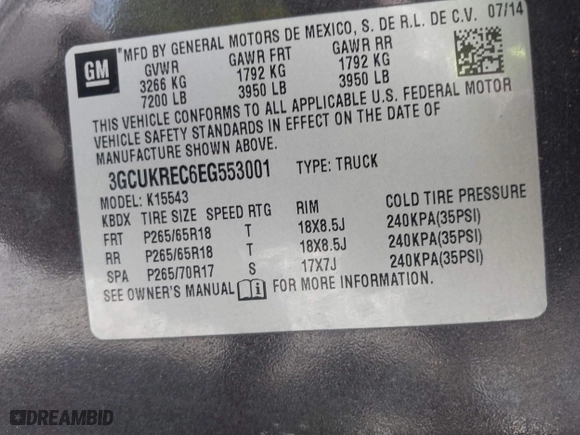 GM
"MFD BY GENERAL MOTORS DE MEXICO, S. DE R.L. DE C.V. 07/14
GVWR GAWR FRT GAWR RR
3266 KG 1792 KG 1792 KG
7200 LB 3950 LB 3950 LB
THIS VEHICLE CONFORMS TO ALL APPLICABLE U.S. FEDERAL MOTOR
VEHICLE SAFETY STANDARDS IN EFFECT ON THE DATE OF
MANUFACTURE SHOWN ABOVE.
3GCUKREC6EG553001 TYPE: TRUCK
MODEL: K15543
KBDX TIRE SIZE SPEED RTG RIM COLD TIRE PRESSURE
FRT P265/65R18 T 18X8.5J 240KPA(35PSI)
RR P265/65R18 T 18X8.5J 240KPA(35PSI)
SPA P265/70R17 S 17X7J 240KPA(35PSI)
SEE OWNER'S MANUAL FOR MORE INFORMATION.
DREAMBID